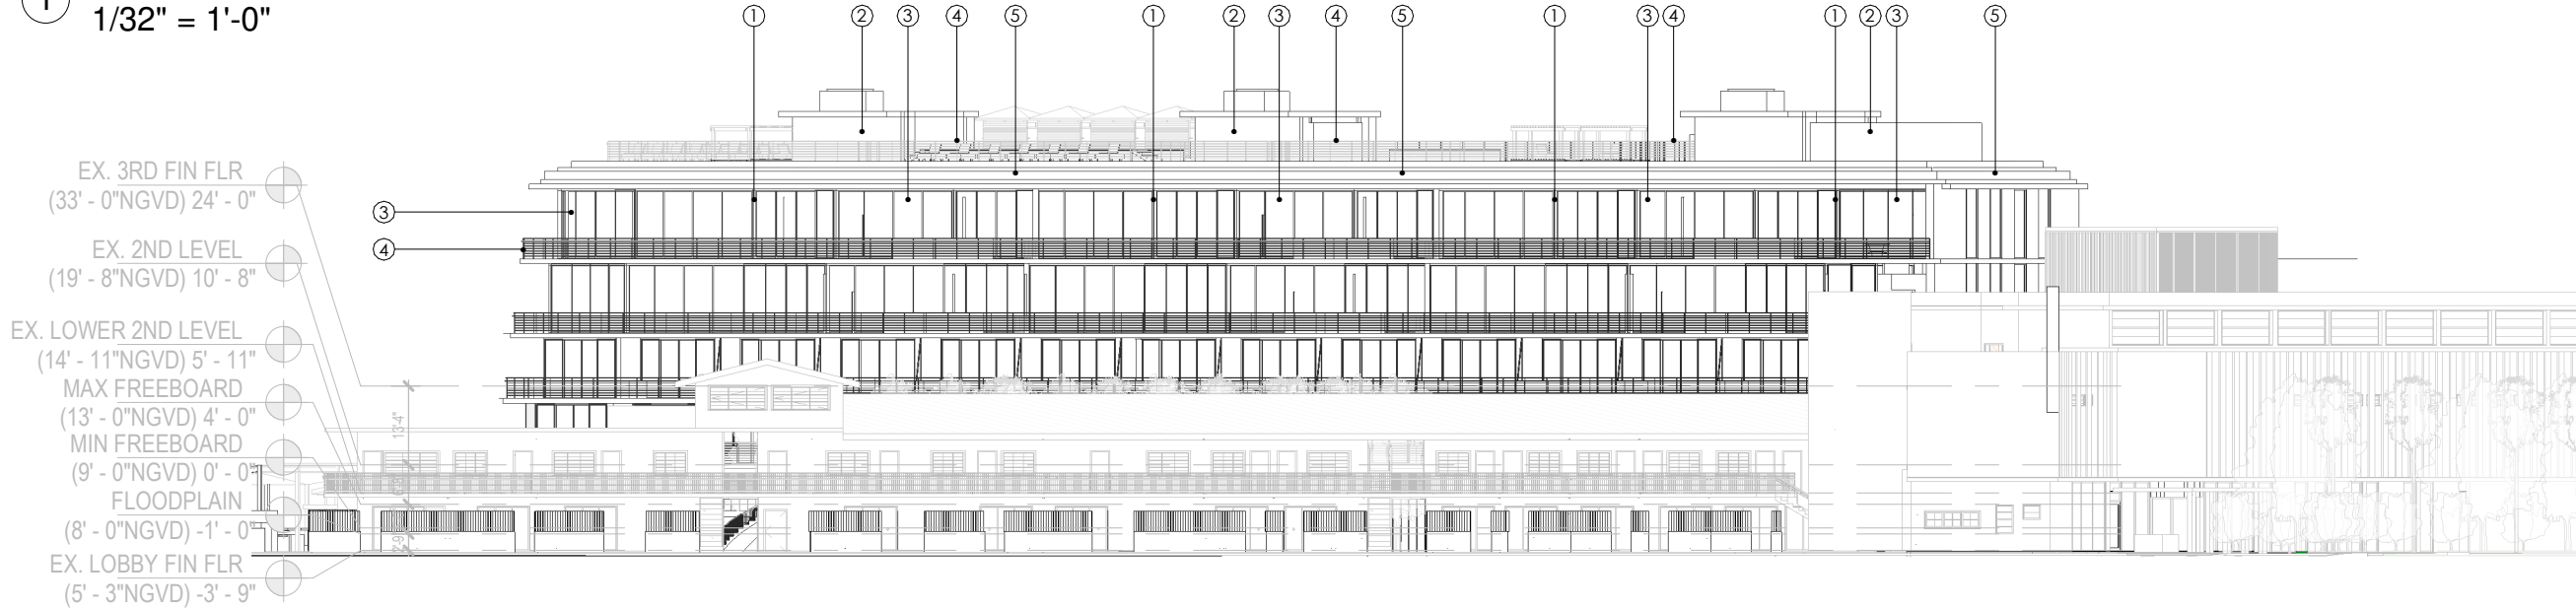 1
1/32" = 1'-0"
1 2 3 4 5 1 2 3 4 5 1 3 4 1 2 3 5
EX. 3RD FIN FLR
(33' - 0"NGVD) 24' - 0"
3
EX. 2ND LEVEL
(19' - 8"NGVD) 10' - 8"
4
EX. LOWER 2ND LEVEL
(14' - 11"NGVD) 5' - 11"
MAX FREEBOARD
(13' - 0"NGVD) 4' - 0"
13'4"
MIN FREEBOARD
(9' - 0"NGVD) 0' - 0"
FLOODPLAIN
(8' - 0"NGVD) -1' - 0"
EX. LOBBY FIN FLR
(5' - 3"NGVD) -3' - 9"